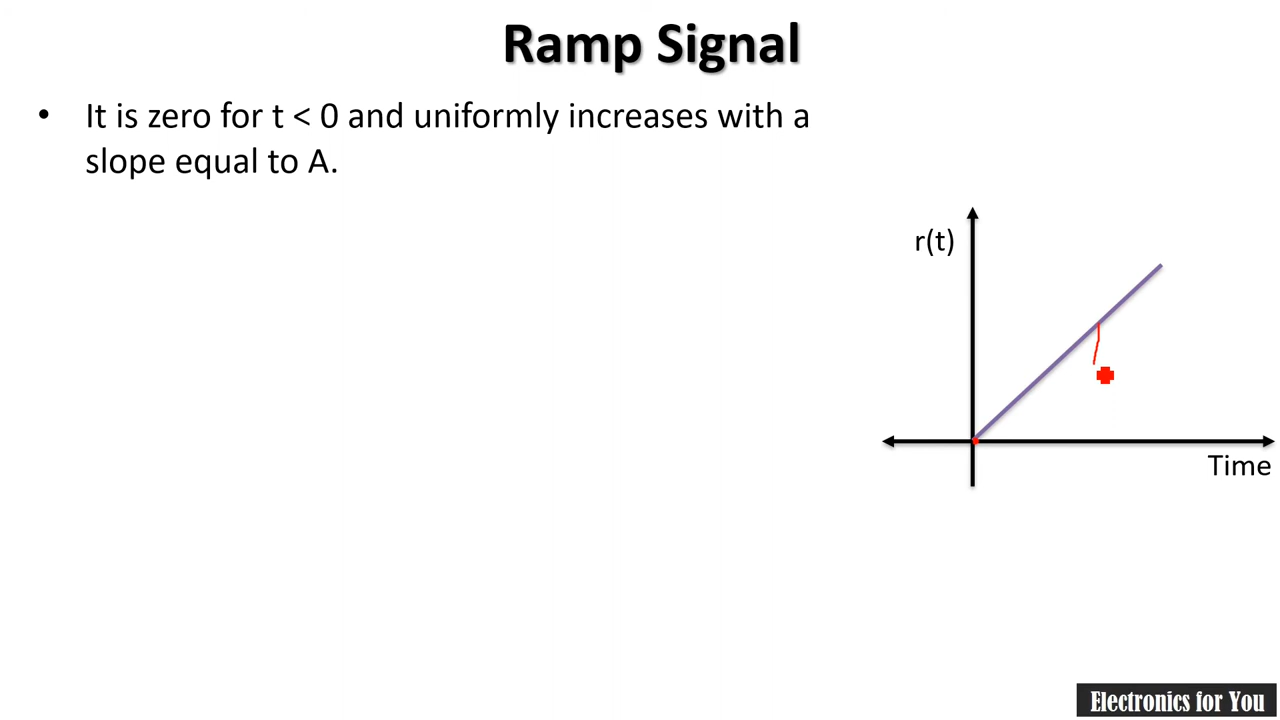 Ramp Signal
• It is zero for t < 0 and uniformly increases with a
slope equal to A.
r(t)
Time
Electronics for You